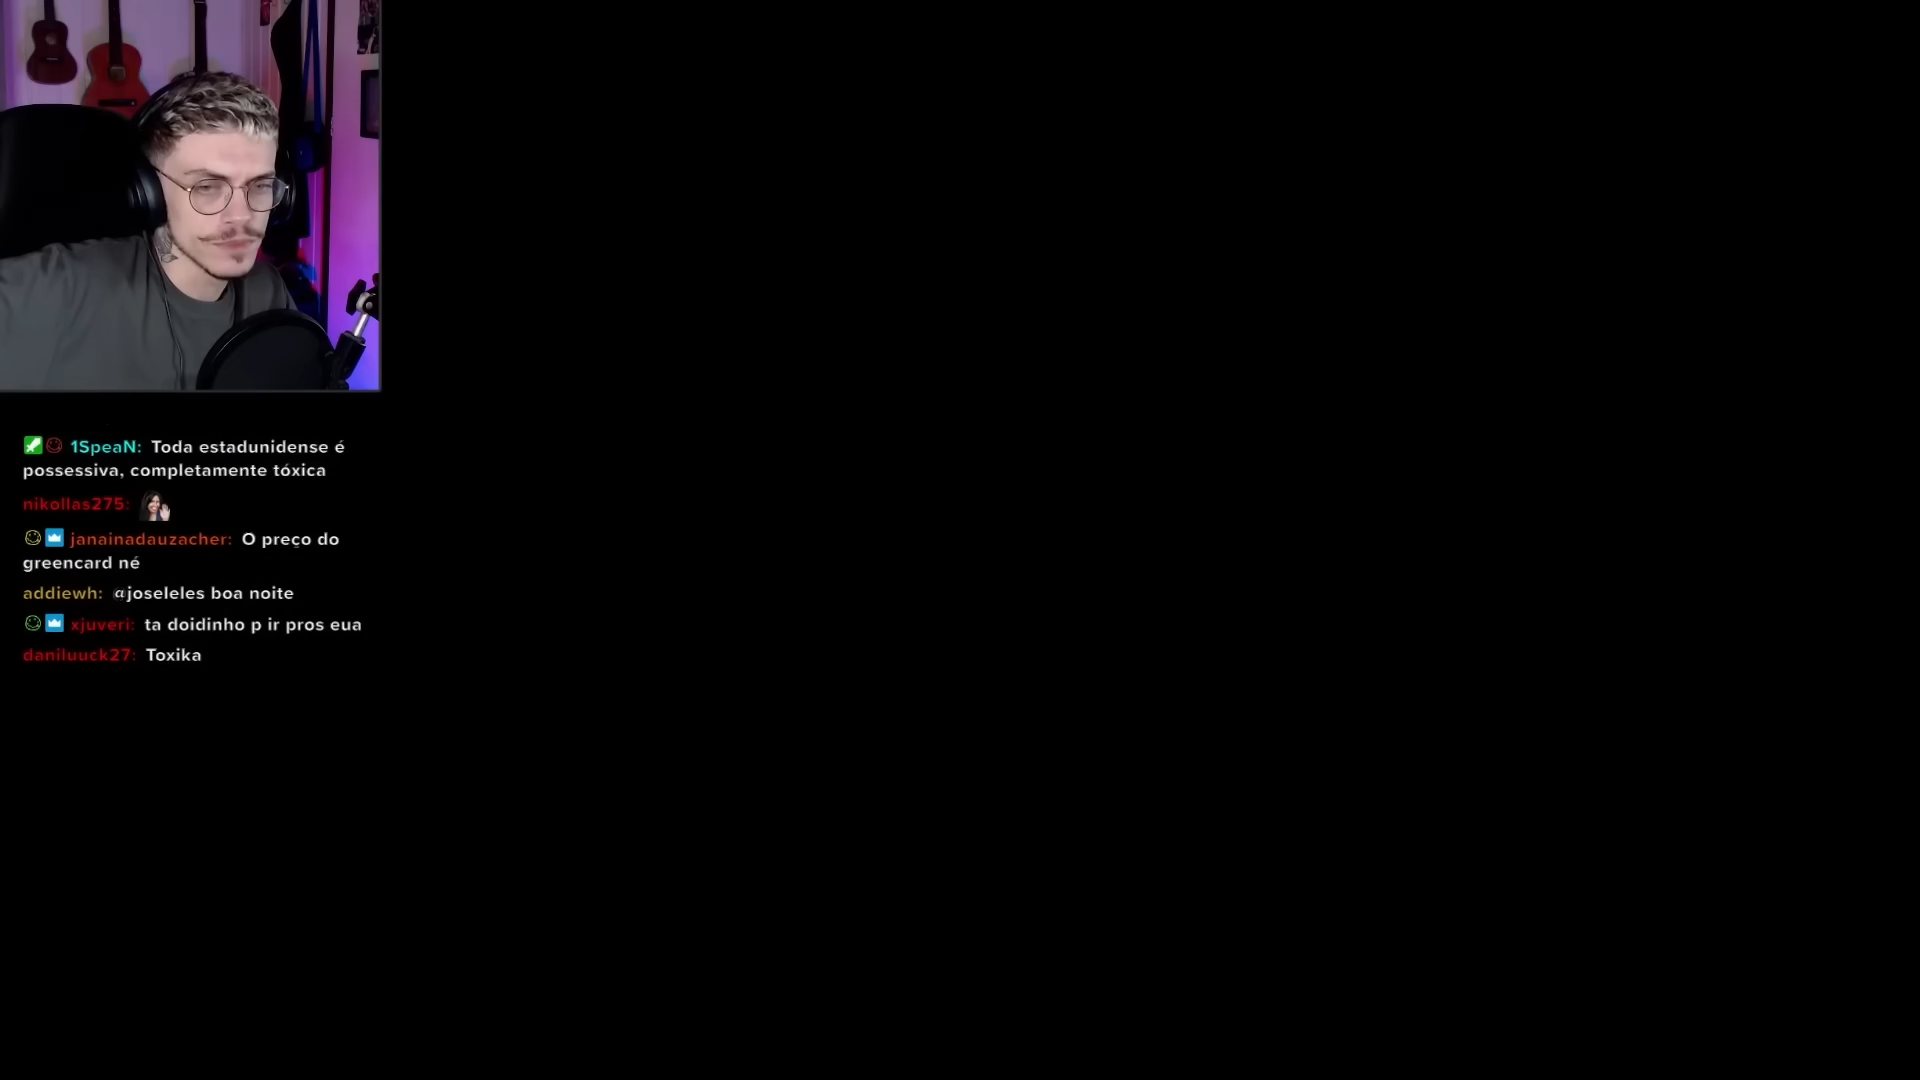 1SpeaN: Toda estadunidense é
possessiva, completamente tóxica
nikollas275:
janainadauzacher: O preço do
greencard né
addiewh: @joseleles boa noite
xjuveri: ta doidinho p ir pros eua
daniluuck27: Toxika